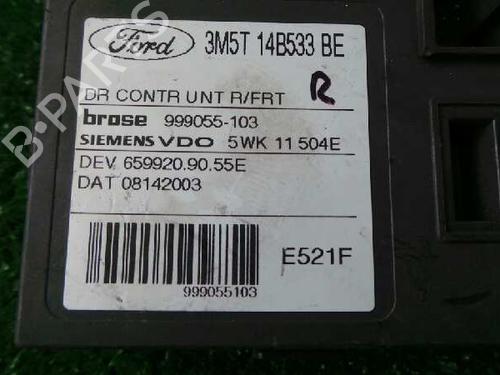 Ford 3M5T 14B533 BE
DR CONTR UNT R/FRT R
brose 999055-103
SIEMENS VDO 5WK 11 504E
DEV 659920.90.55E
DAT 08142003
E521F
999055103
B-PARTS